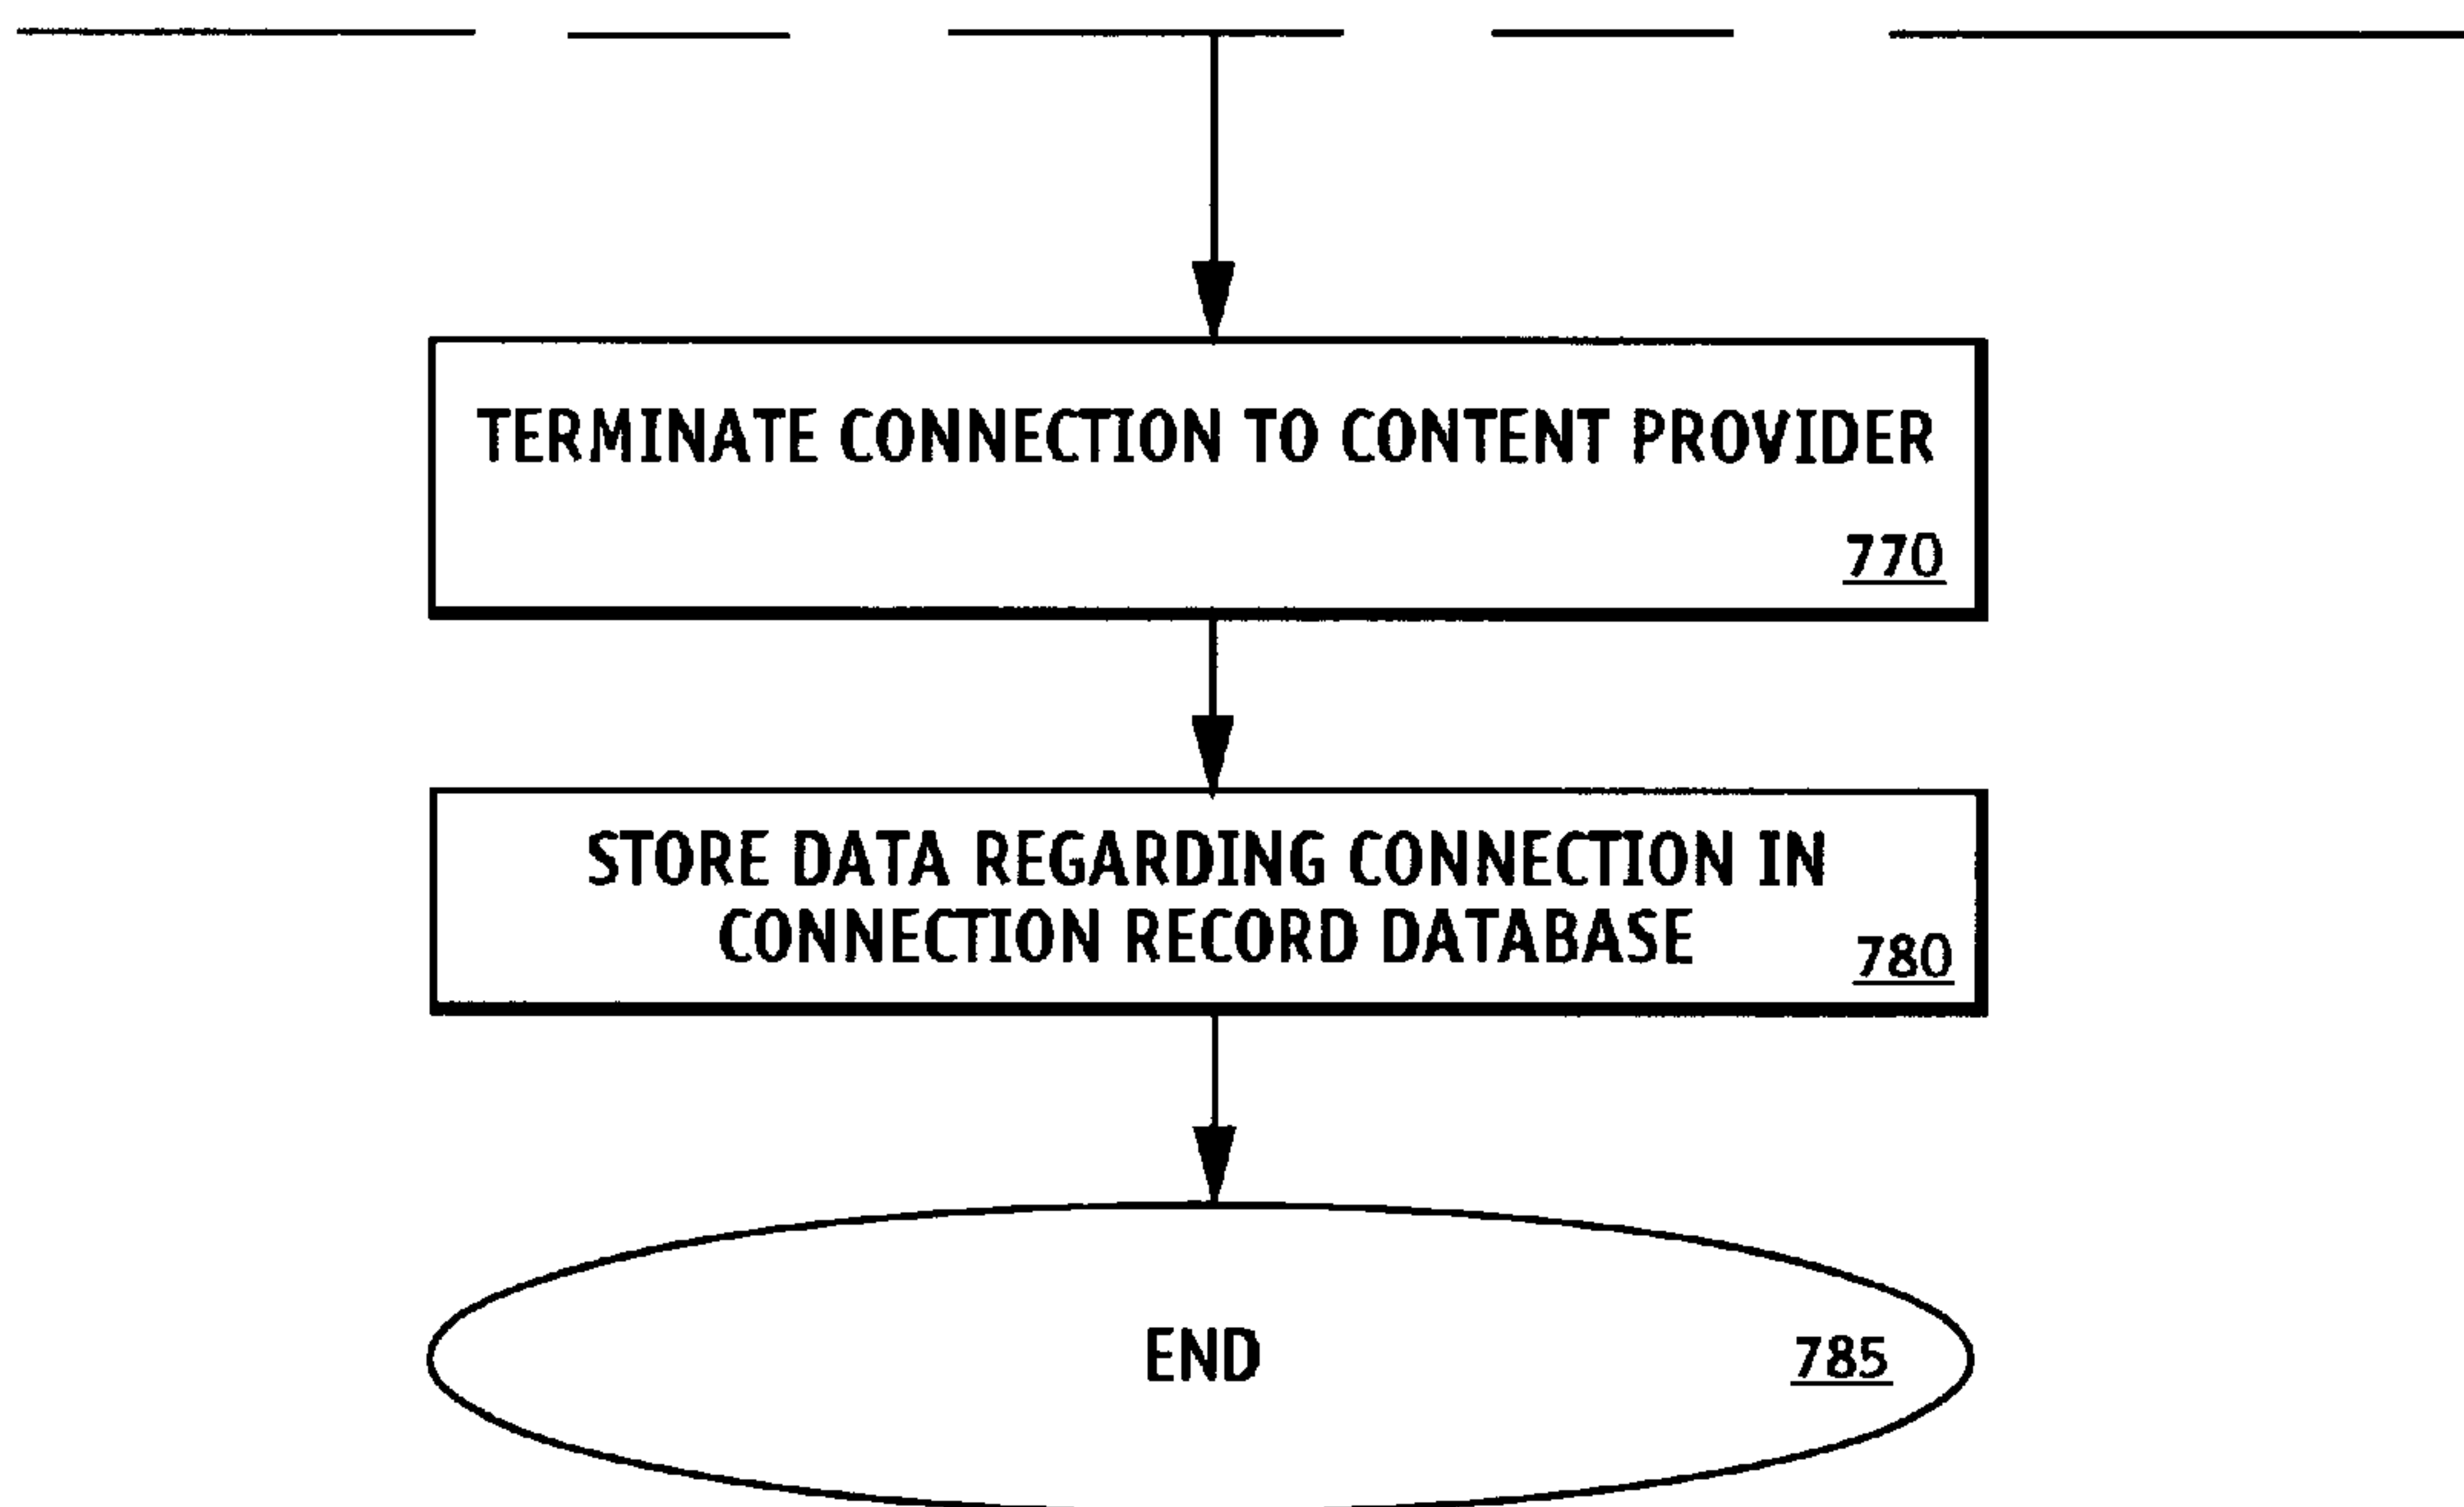 TERMINATE CONNECTION TO CONTENT PROVIDER
770
STORE DATA REGARDING CONNECTION IN
CONNECTION RECORD DATABASE
780
END
785